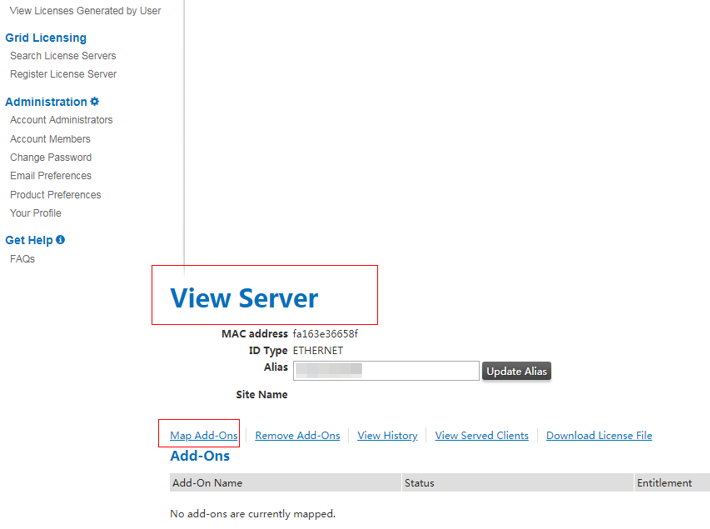 View Licenses Generated by User
Grid Licensing
Search License Servers
Register License Server
Administration
Account Administrators
Account Members
Change Password
Email Preferences
Product Preferences
Your Profile
Get Help
FAQs
View Server
MAC address fa163e36658f
ID Type ETHERNET
Alias Update Alias
Site Name
Map Add-Ons Remove Add-Ons View History View Served Clients Download License File
Add-Ons
Add-On Name Status Entitlement
No add-ons are currently mapped.